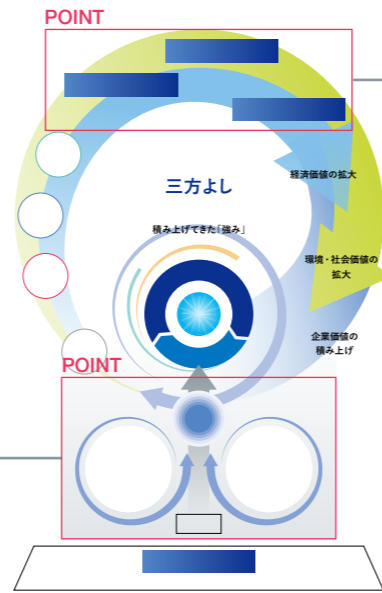 POINT
三方よし
経済価値の拡大
積み上げてきた「強み」
環境・社会価値の
拡大
企業価値の
積み上げ
POINT